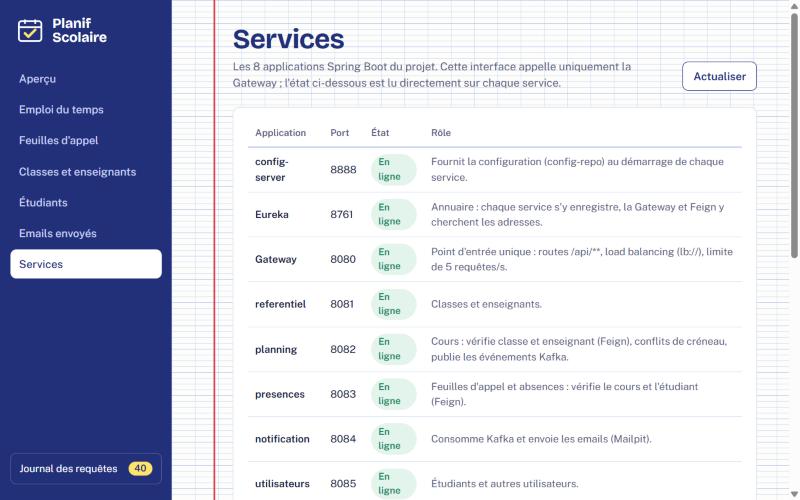 Planif
Scolaire
Aperçu
Emploi du temps
Feuilles d'appel
Classes et enseignants
Étudiants
Emails envoyés
Services
Journal des requêtes 40
Services
Les 8 applications Spring Boot du projet. Cette interface appelle uniquement la
Gateway ; l'état ci-dessous est lu directement sur chaque service.
Actualiser
Application Port État Rôle
config-
server
8888
En
ligne
Fournit la configuration (config-repo) au démarrage de chaque
service.
Eureka
8761
En
ligne
Annuaire : chaque service s'y enregistre, la Gateway et Feign y
cherchent les adresses.
Gateway
8080
En
ligne
Point d'entrée unique : routes /api/**, load balancing (lb://), limite
de 5 requêtes/s.
referentiel
8081
En
ligne
Classes et enseignants.
planning
8082
En
ligne
Cours : vérifie classe et enseignant (Feign), conflits de créneau,
publie les événements Kafka.
presences
8083
En
ligne
Feuilles d'appel et absences : vérifie le cours et l'étudiant
(Feign).
notification
8084
En
ligne
Consomme Kafka et envoie les emails (Mailpit).
utilisateurs
8085
En
ligne
Étudiants et autres utilisateurs.